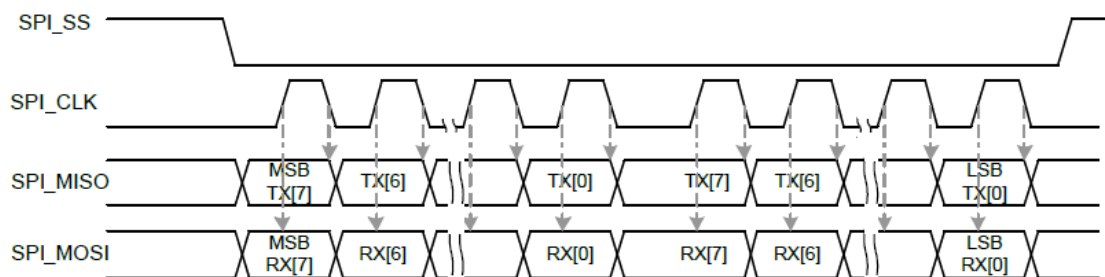 SPI_SS
SPI_CLK
SPI_MISO
MSB
TX[7]
TX[6]
TX[0]
TX[7]
TX[6]
LSB
TX[0]
SPI_MOSI
MSB
RX[7]
RX[6]
RX[0]
RX[7]
RX[6]
LSB
RX[0]